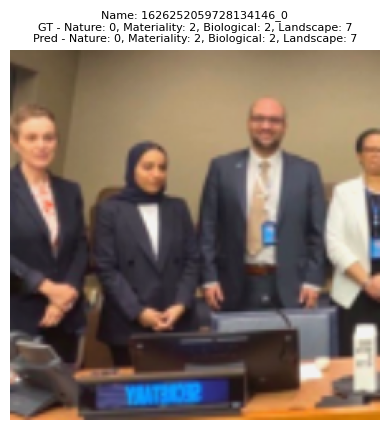 Name: 1626252059728134146_0
GT - Nature: 0, Materiality: 2, Biological: 2, Landscape: 7
Pred - Nature: 0, Materiality: 2, Biological: 2, Landscape: 7
SECRETARY